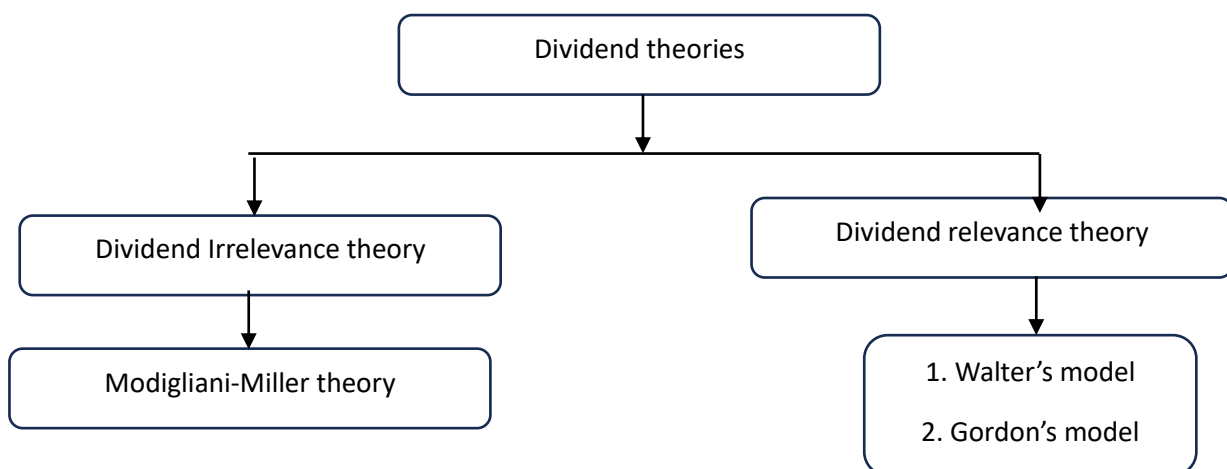 Dividend theories
Dividend Irrelevance theory
Dividend relevance theory
Modigliani-Miller theory
1. Walter’s model
2. Gordon’s model